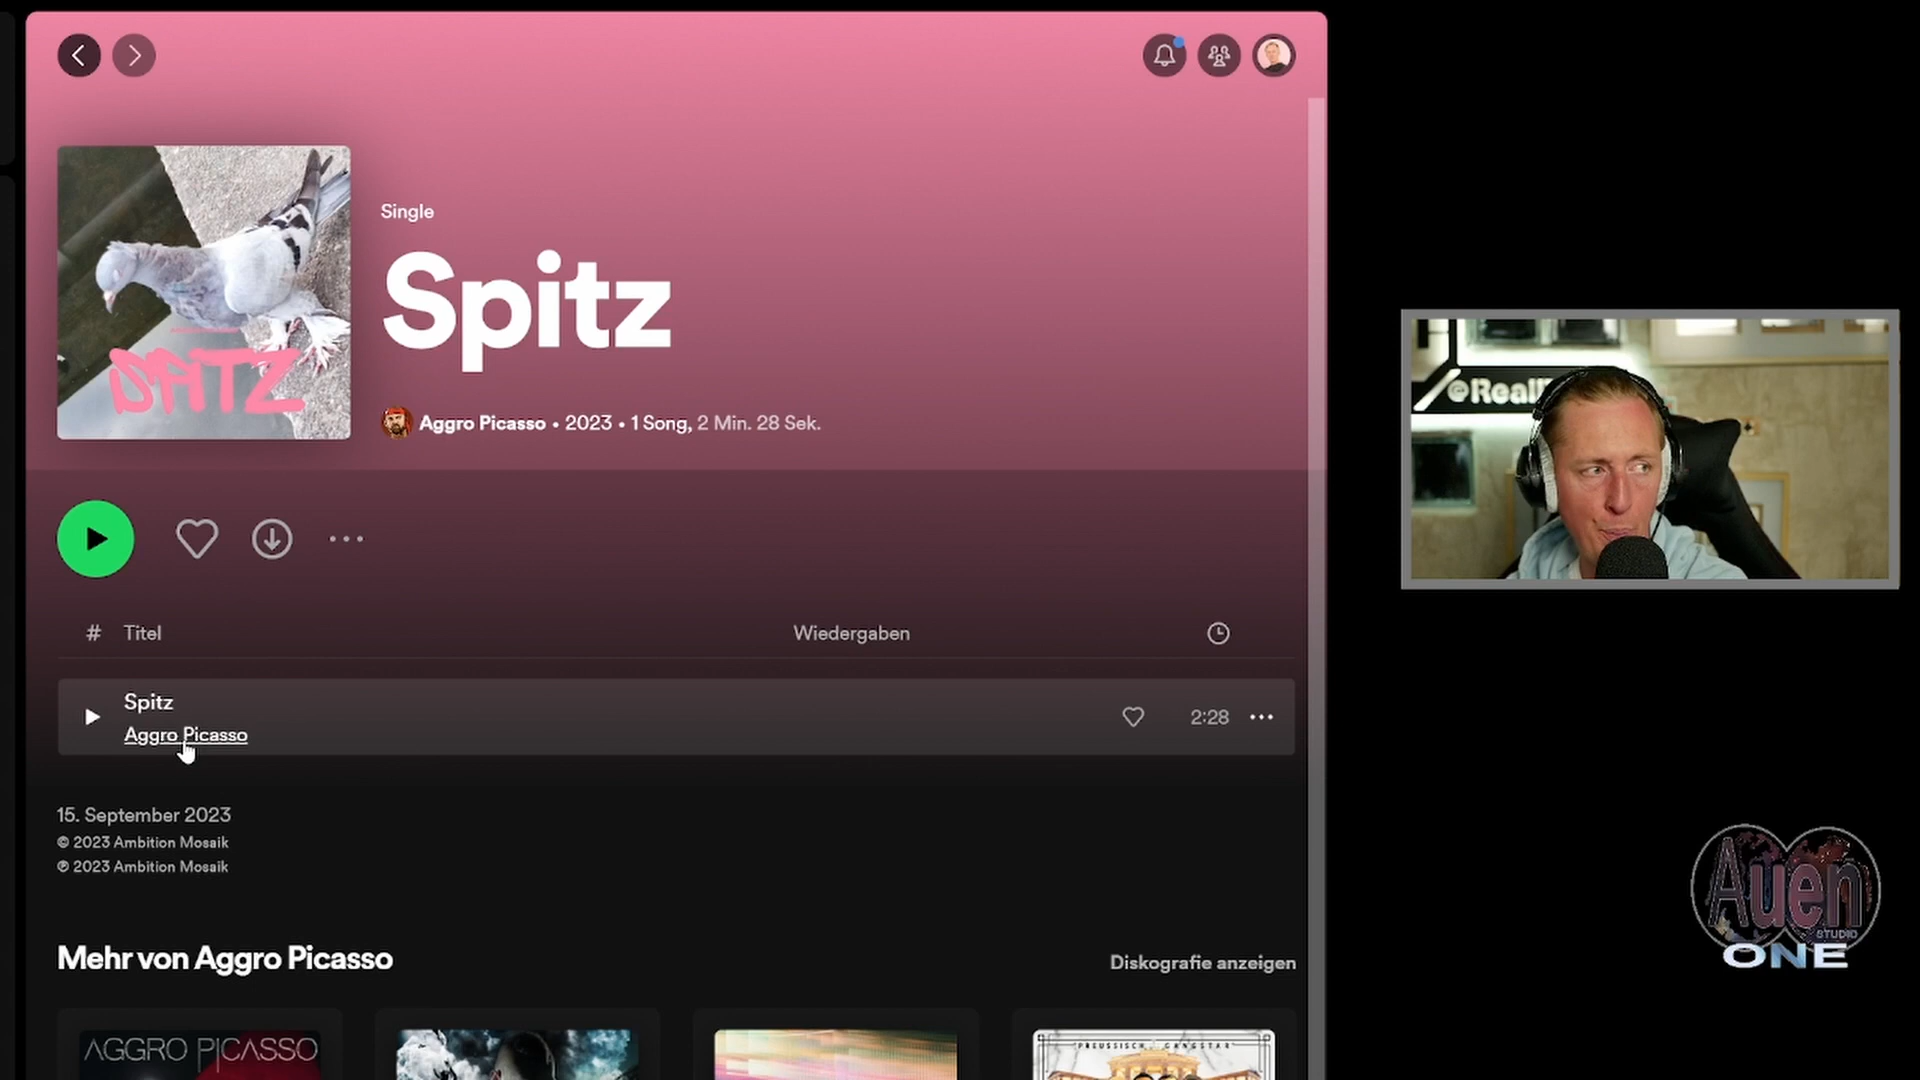 Single
Spitz
SPITZ
Aggro Picasso • 2023 • 1 Song, 2 Min. 28 Sek.
# Titel Wiedergaben
Spitz
Aggro Picasso
2:28
15. September 2023
© 2023 Ambition Mosaik
℗ 2023 Ambition Mosaik
Mehr von Aggro Picasso
Diskografie anzeigen
AGGRO PICASSO
PREUSSISCH GANGSTAR
@Real
Auen
STUDIO
ONE